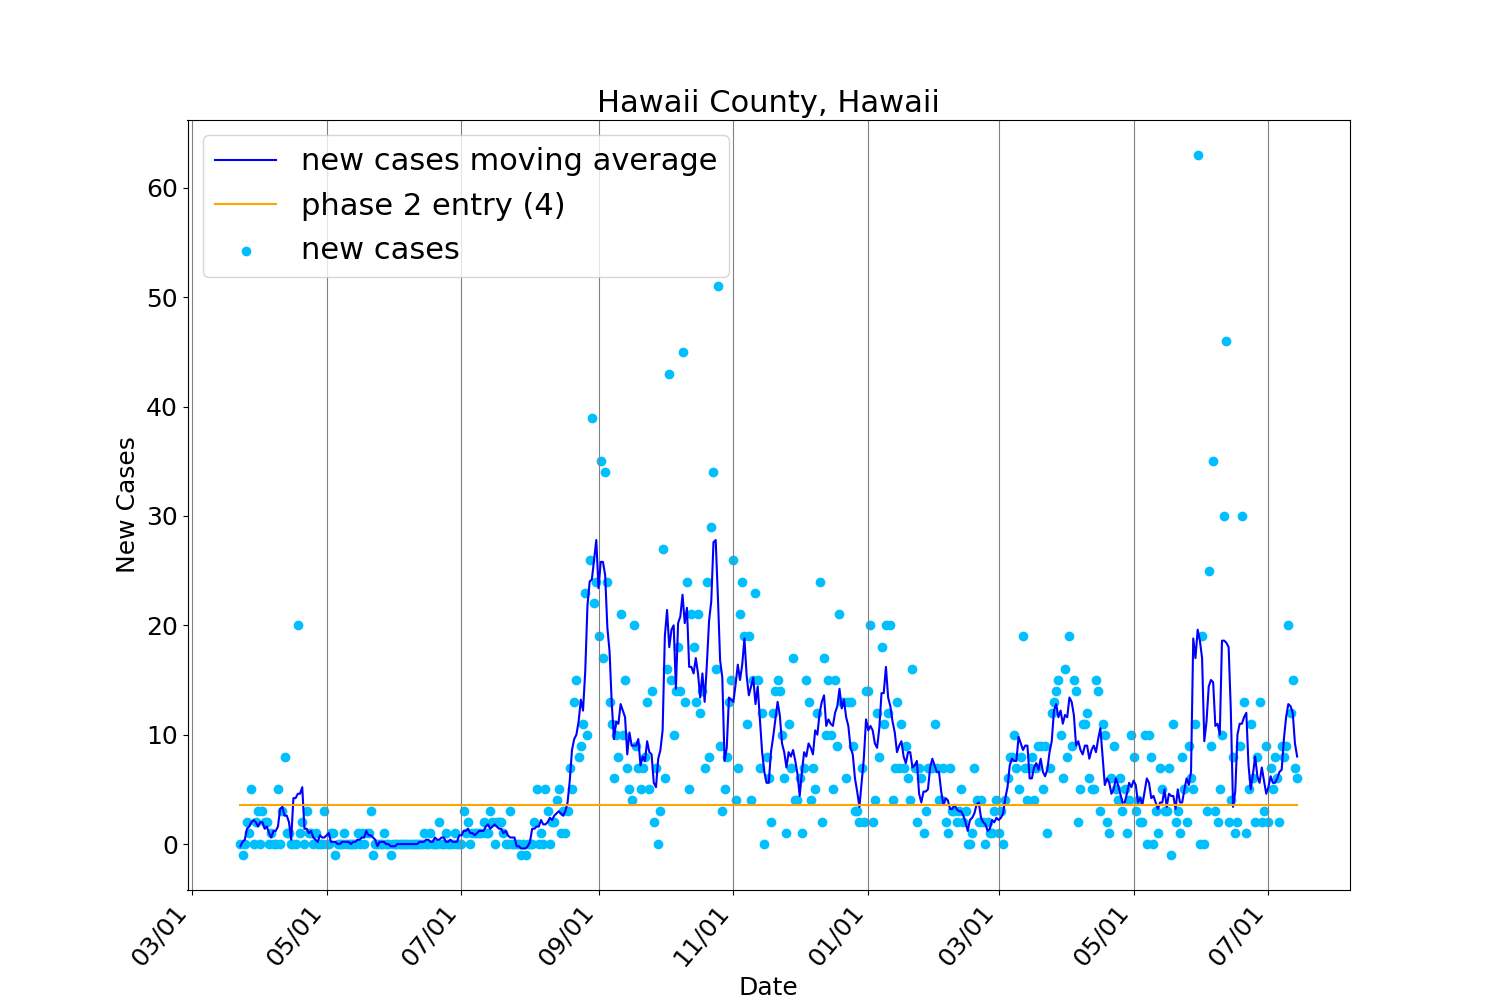 Hawaii County, Hawaii
new cases moving average
phase 2 entry (4)
new cases
60
50
40
30
20
10
0
New Cases
03/01
05/01
07/01
09/01
11/01
01/01
03/01
05/01
07/01
Date